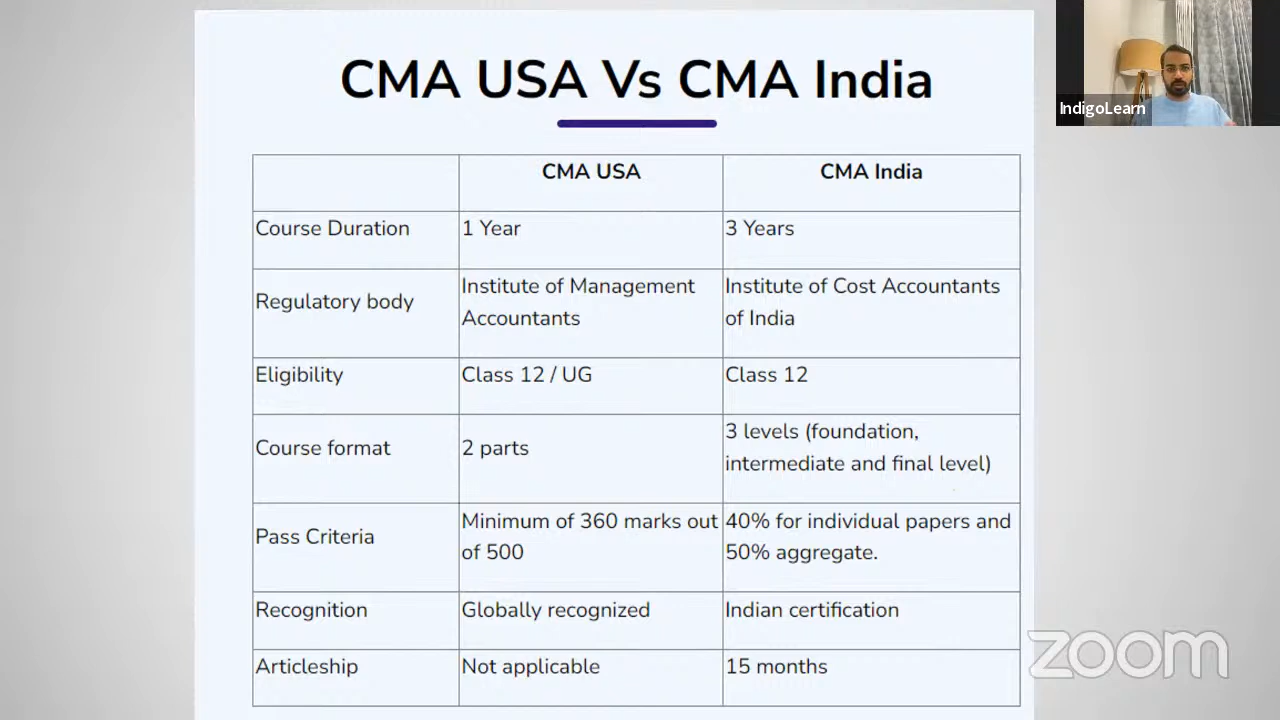 CMA USA Vs CMA India
IndigoLearn
CMA USA CMA India
Course Duration 1 Year 3 Years
Regulatory body
Institute of Management
Accountants
Institute of Cost Accountants
of India
Eligibility Class 12 / UG Class 12
Course format 2 parts
3 levels (foundation,
intermediate and final level)
Pass Criteria
Minimum of 360 marks out
of 500
40% for individual papers and
50% aggregate.
Recognition Globally recognized Indian certification
Articleship Not applicable 15 months
zoom